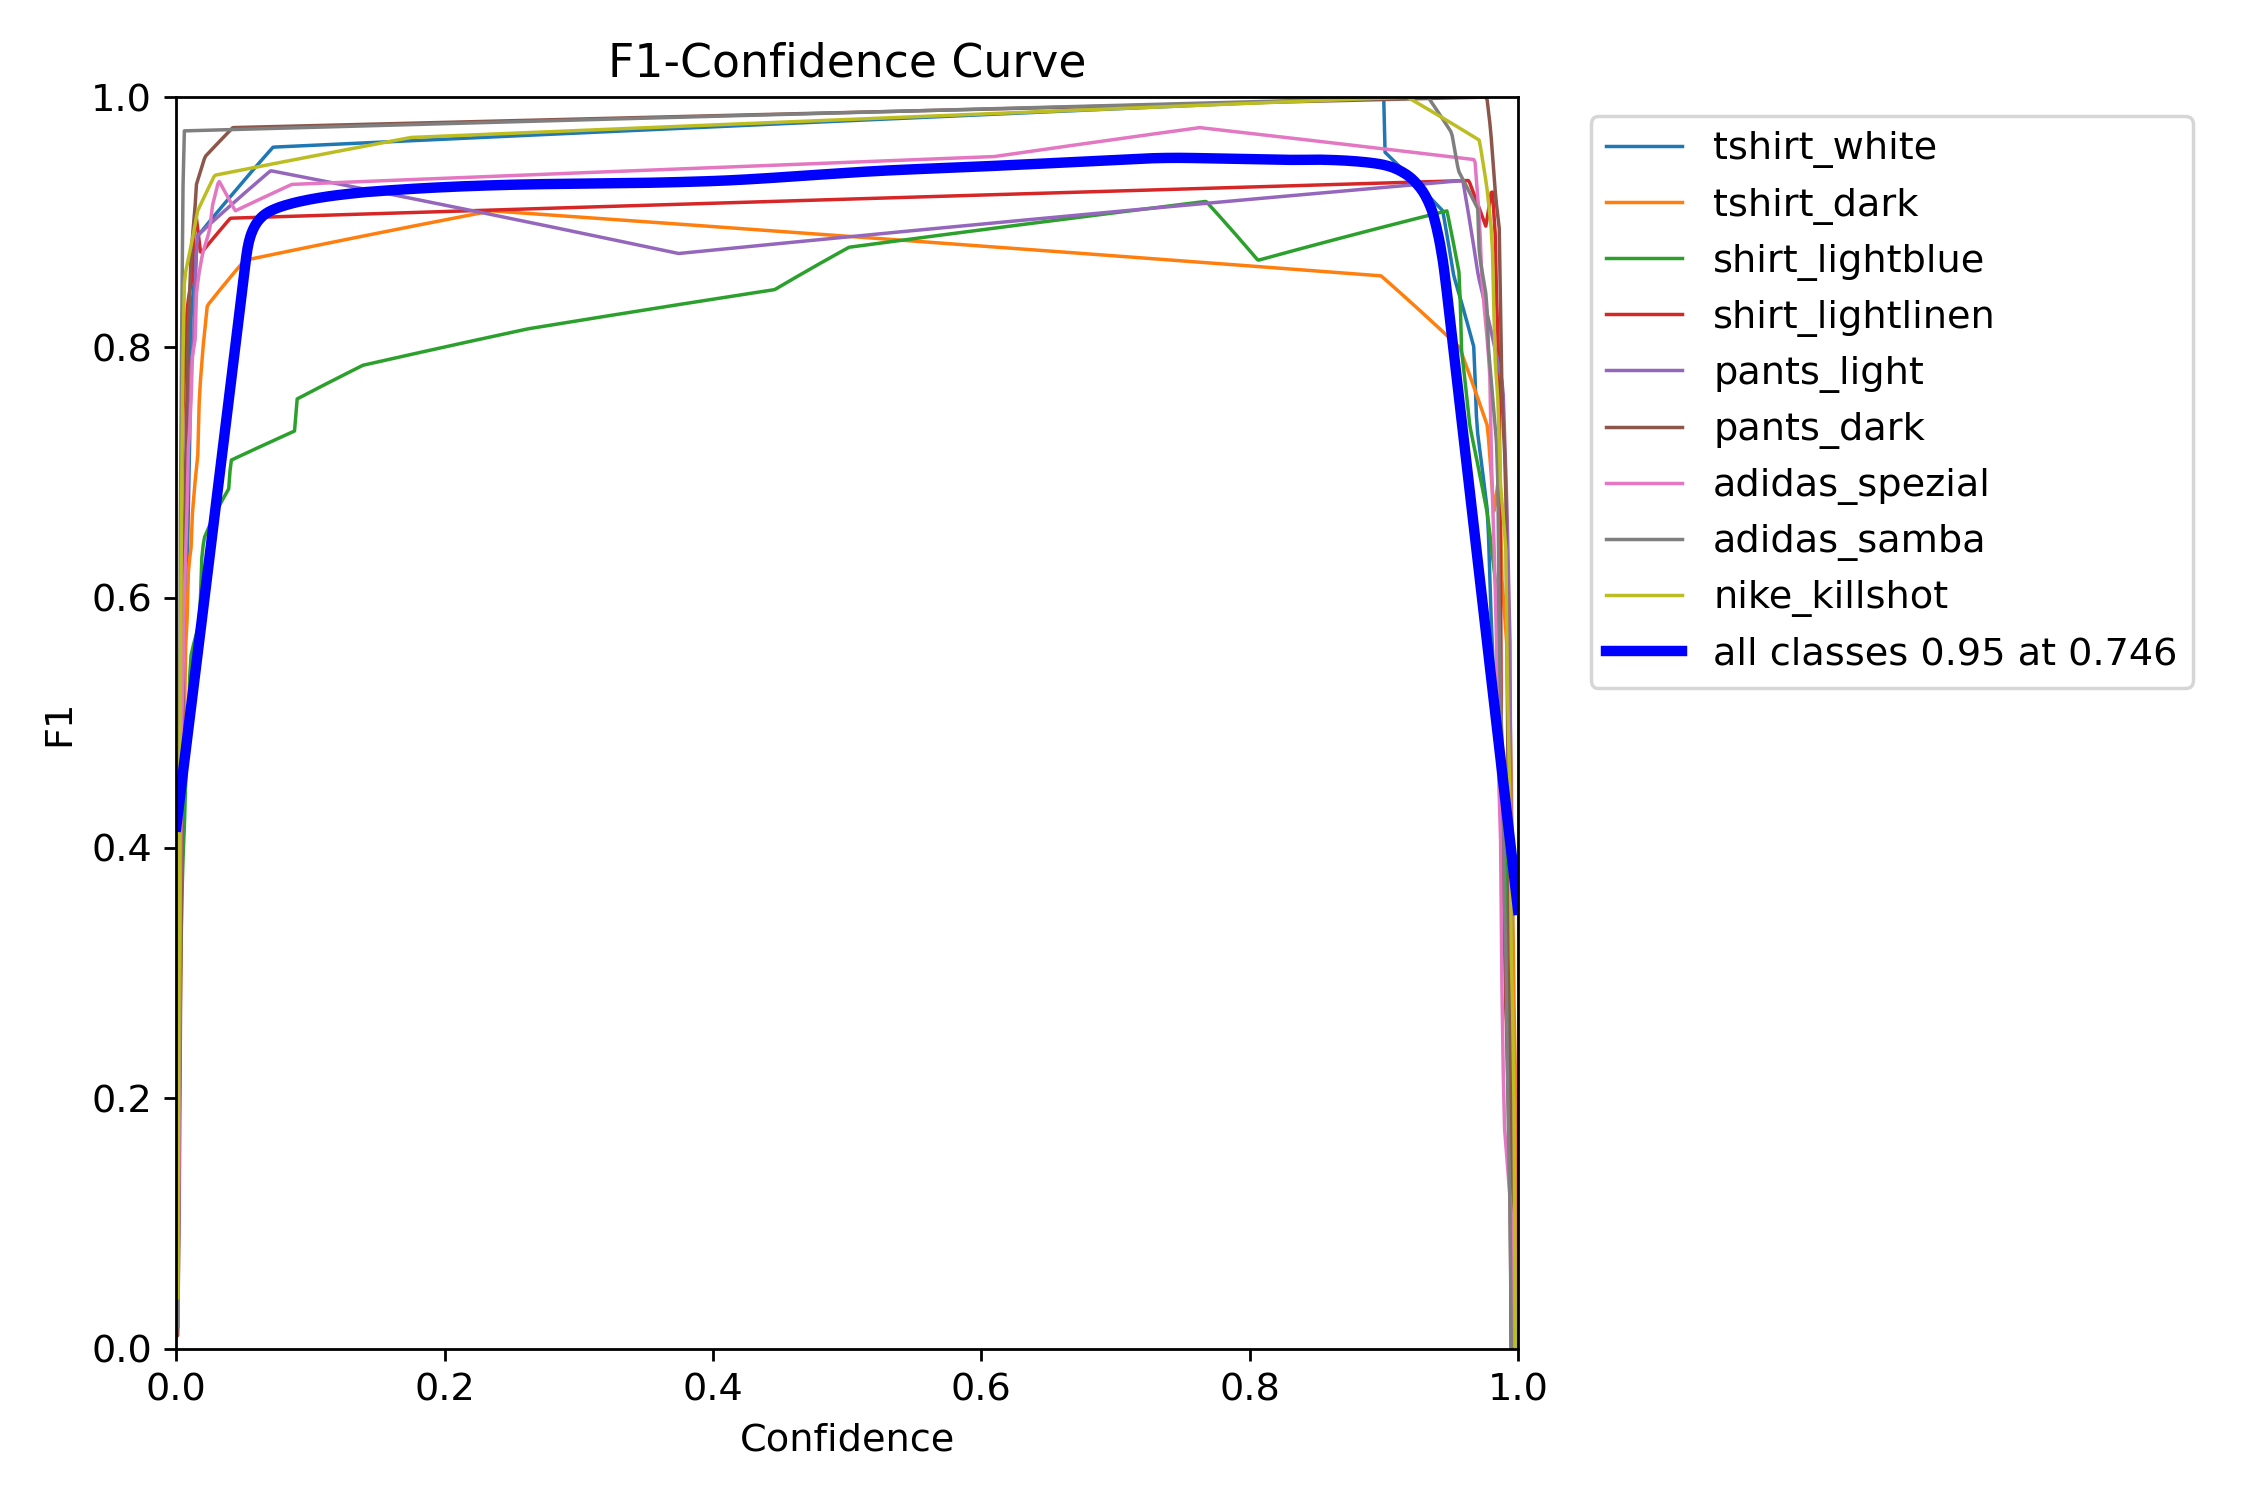 F1-Confidence Curve
1.0
0.8
0.6
0.4
0.2
0.0
F1
0.0 0.2 0.4 0.6 0.8 1.0
Confidence
tshirt_white
tshirt_dark
shirt_lightblue
shirt_lightlinen
pants_light
pants_dark
adidas_spezial
adidas_samba
nike_killshot
all classes 0.95 at 0.746